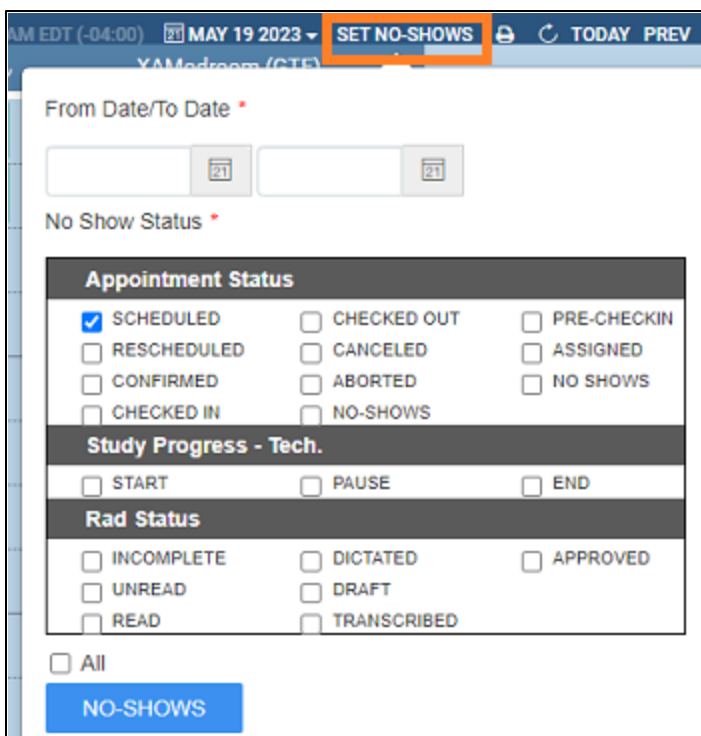 AM EDT (-04:00) 21 MAY 19 2023 SET NO-SHOWS TODAY PREV
From Date/To Date *
21 21
No Show Status *
Appointment Status
SCHEDULED CHECKED OUT PRE-CHECKIN
RESCHEDULED CANCELED ASSIGNED
CONFIRMED ABORTED NO SHOWS
CHECKED IN NO-SHOWS
Study Progress - Tech.
START PAUSE END
Rad Status
INCOMPLETE DICTATED APPROVED
UNREAD DRAFT
READ TRANSCRIBED
All
NO-SHOWS